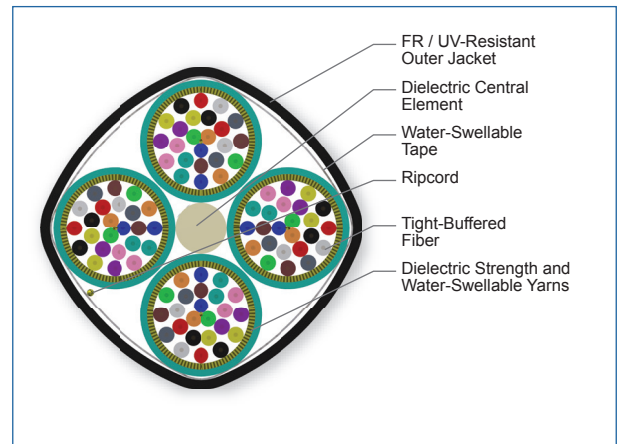 FR / UV-Resistant
Outer Jacket
Dielectric Central
Element
Water-Swellable
Tape
Ripcord
Tight-Buffered
Fiber
Dielectric Strength and
Water-Swellable Yarns